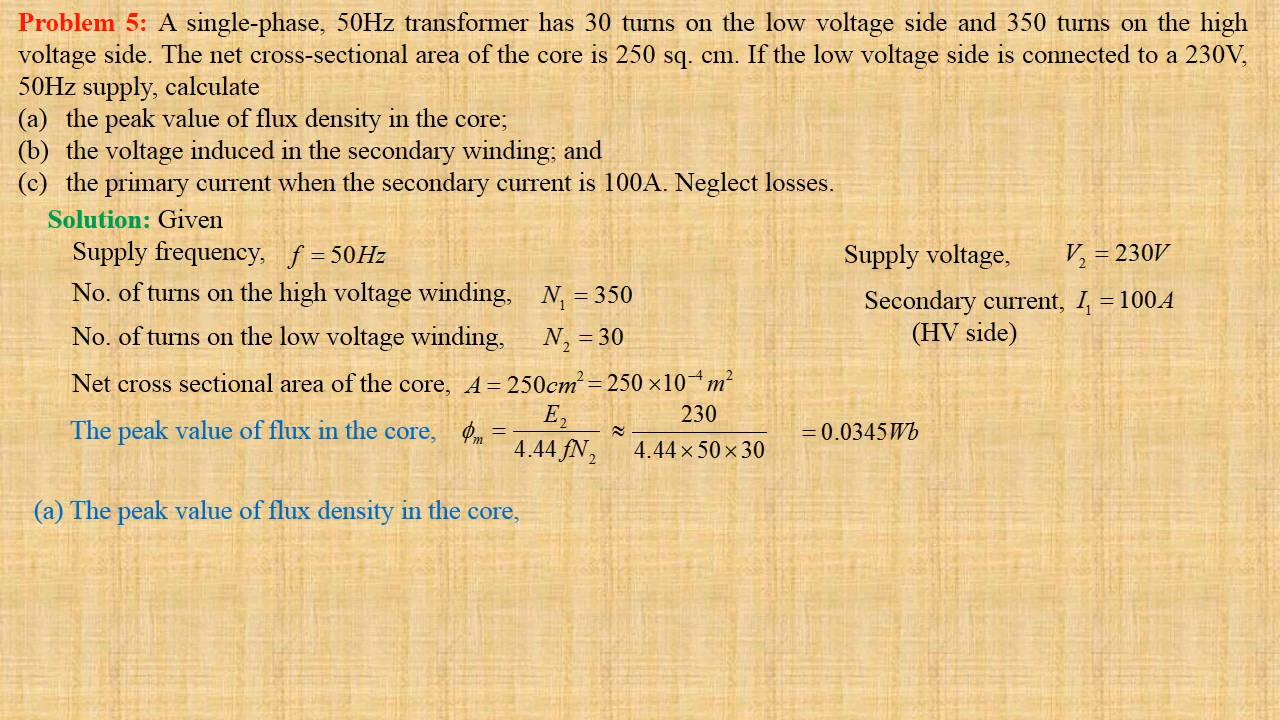 Problem 5: A single-phase, 50Hz transformer has 30 turns on the low voltage side and 350 turns on the high
voltage side. The net cross-sectional area of the core is 250 sq. cm. If the low voltage side is connected to a 230V,
50Hz supply, calculate
(a) the peak value of flux density in the core;
(b) the voltage induced in the secondary winding; and
(c) the primary current when the secondary current is 100A. Neglect losses.
Solution: Given
Supply frequency, f = 50Hz
Supply voltage, V₂ = 230V
No. of turns on the high voltage winding, N₁ = 350
Secondary current, I₁ = 100A
(HV side)
No. of turns on the low voltage winding, N₂ = 30
Net cross sectional area of the core, A = 250cm² = 250 × 10⁻⁴ m²
The peak value of flux in the core, ϕₘ = E₂ / 4.44 fN₂ ≈ 230 / 4.44 × 50 × 30 = 0.0345Wb
(a) The peak value of flux density in the core,